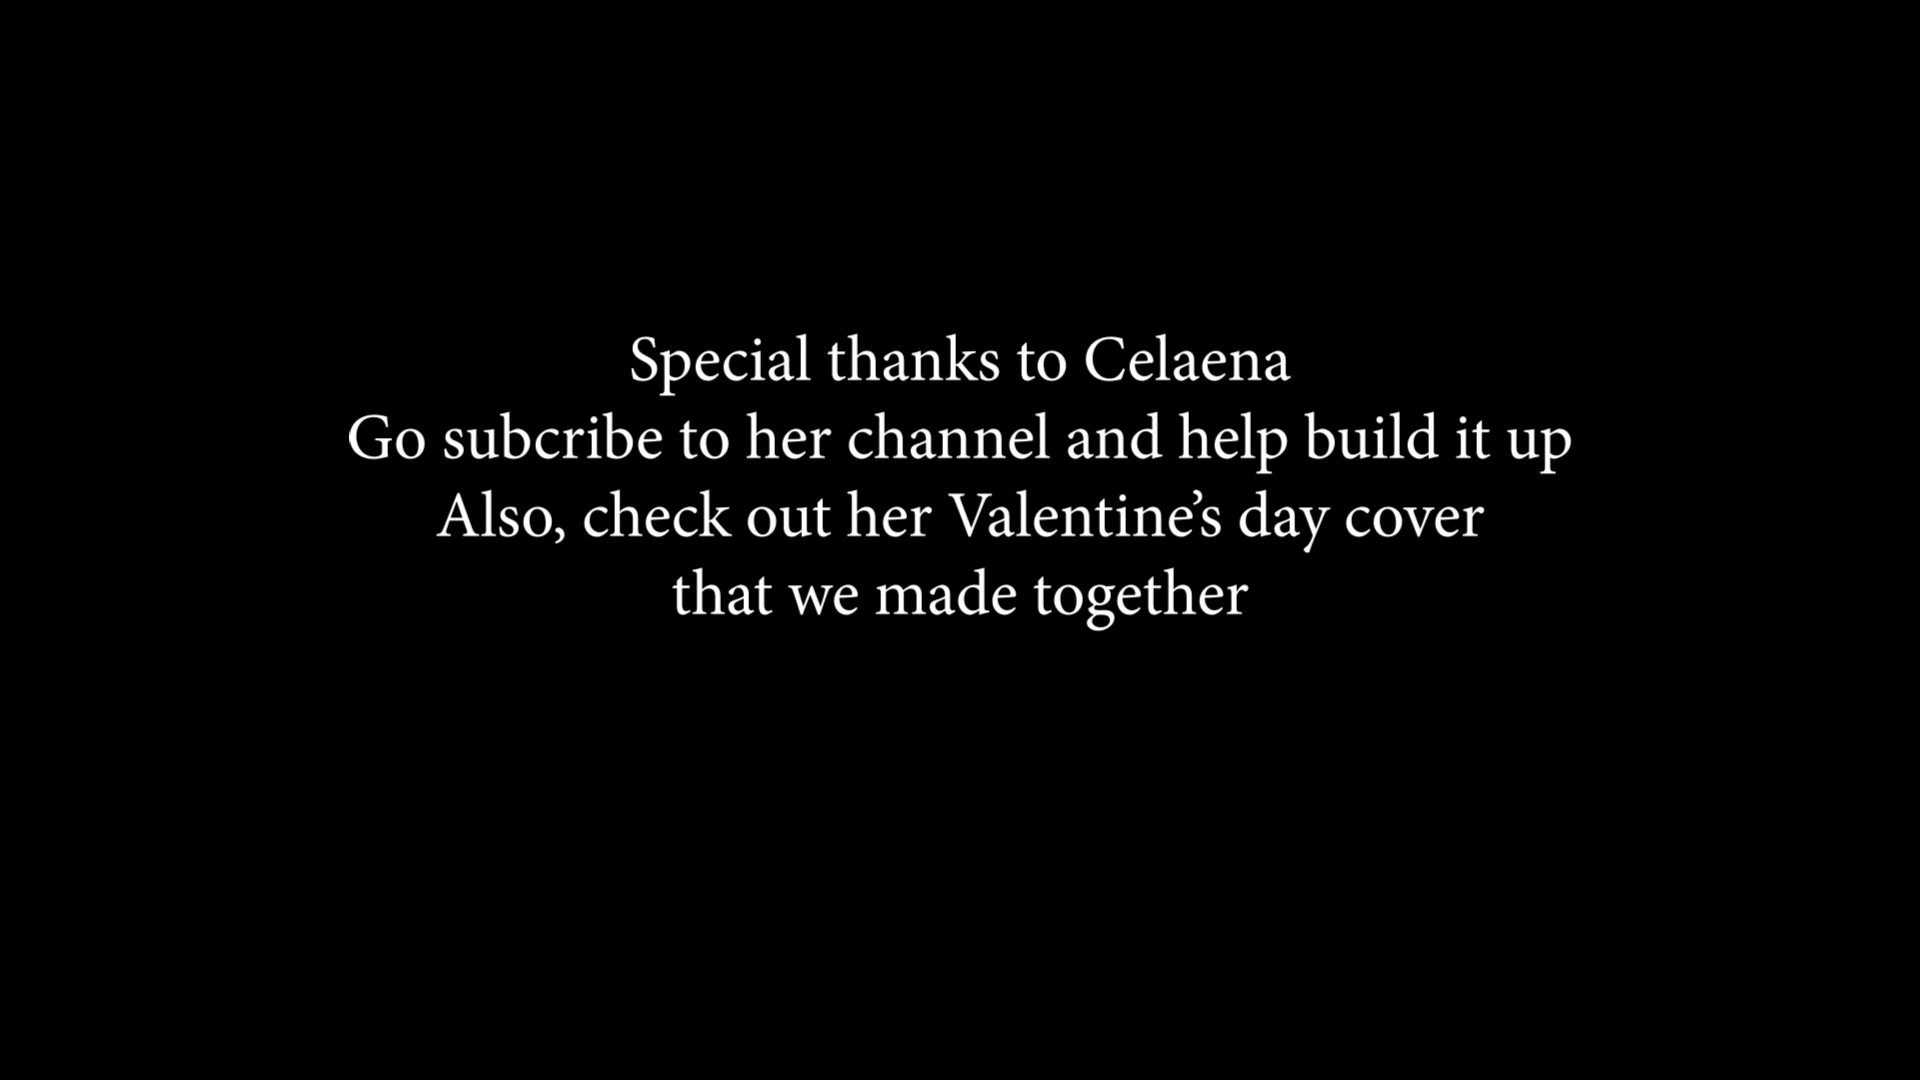 Special thanks to Celaena
Go subcribe to her channel and help build it up
Also, check out her Valentine’s day cover
that we made together